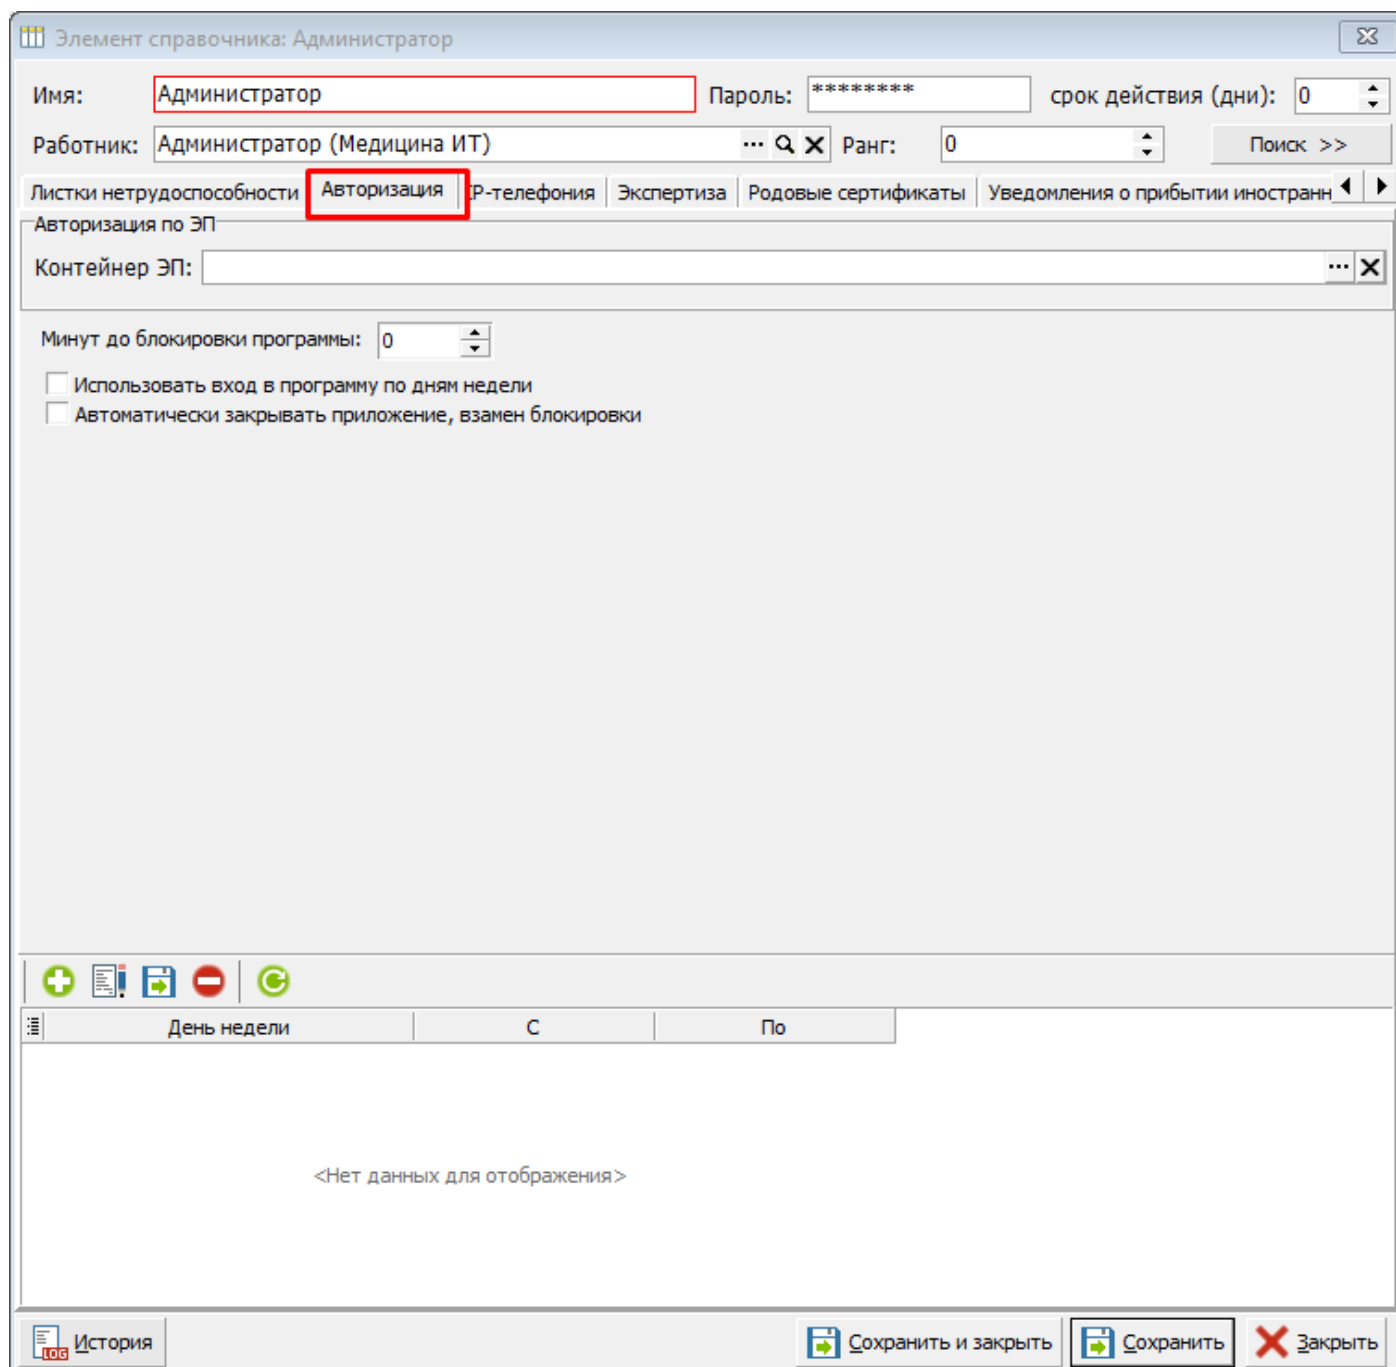 Элемент справочника: Администратор
Имя: Администратор Пароль: ******** срок действия (дни): 0
Работник: Администратор (Медицина ИТ) ... Ранг: 0 Поиск >>
Листки нетрудоспособности Авторизация IP-телефония Экспертиза Родовые сертификаты Уведомления о прибытии иностранн
Авторизация по ЭП
Контейнер ЭП: ...
Минут до блокировки программы: 0
Использовать вход в программу по дням недели
Автоматически закрывать приложение, взамен блокировки
День недели С По
<Нет данных для отображения>
LOG История Сохранить и закрыть Сохранить Закрыть